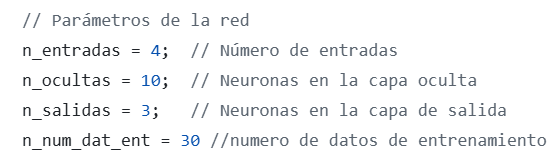 // Parámetros de la red
n_entradas = 4;  // Número de entradas
n_ocultas = 10;  // Neuronas en la capa oculta
n_salidas = 3;   // Neuronas en la capa de salida
n_num_dat_ent = 30 //numero de datos de entrenamiento